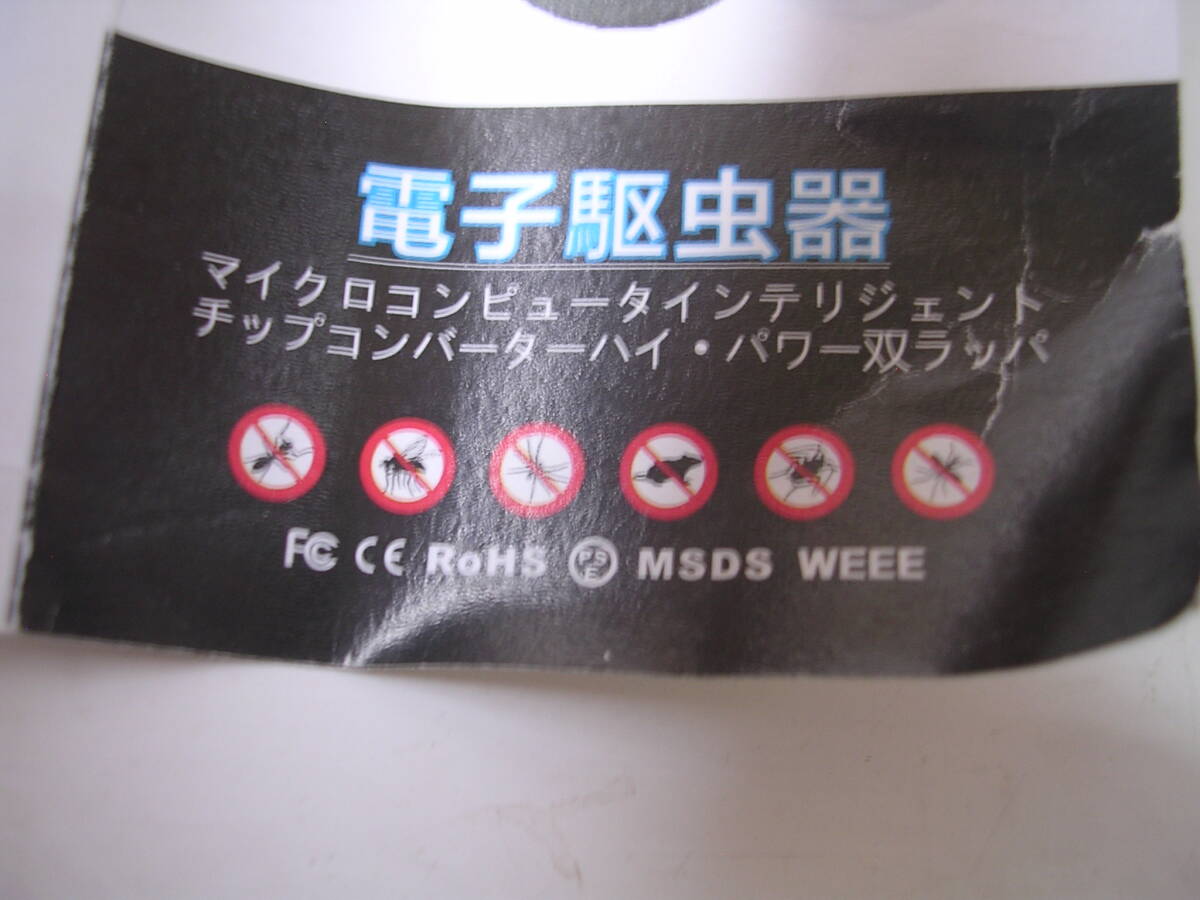 電子駆虫器
マイクロコンピュータインテリジェント
チップコンバーターハイ・パワー双ラッパ
FC CE RoHS PSE MSDS WEEE